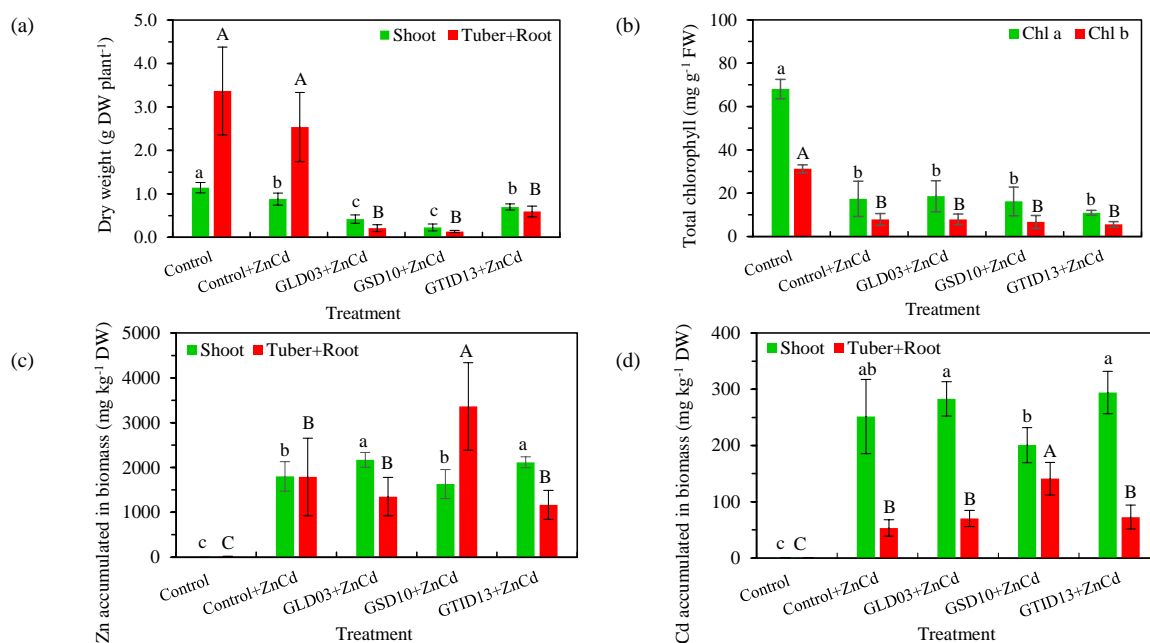 (a)
Dry weight (g DW plant⁻¹)
5.0
4.0
3.0
2.0
1.0
0.0
Shoot Tuber+Root
a A
b A
c B
c B
b B
Control Control+ZnCd GLD03+ZnCd GSD10+ZnCd GTID13+ZnCd
Treatment
(b)
Total chlorophyll (mg g⁻¹ FW)
100
80
60
40
20
0
Chl a Chl b
a A
b B
b B
b B
b B
Control Control+ZnCd GLD03+ZnCd GSD10+ZnCd GTID13+ZnCd
Treatment
(c)
Zn accumulated in biomass (mg kg⁻¹ DW)
5000
4000
3000
2000
1000
0
Shoot Tuber+Root
c C
b B
a B
b A
a B
Control Control+ZnCd GLD03+ZnCd GSD10+ZnCd GTID13+ZnCd
Treatment
(d)
Cd accumulated in biomass (mg kg⁻¹ DW)
400
300
200
100
0
Shoot Tuber+Root
c C
ab B
a B
b A
a B
Control Control+ZnCd GLD03+ZnCd GSD10+ZnCd GTID13+ZnCd
Treatment